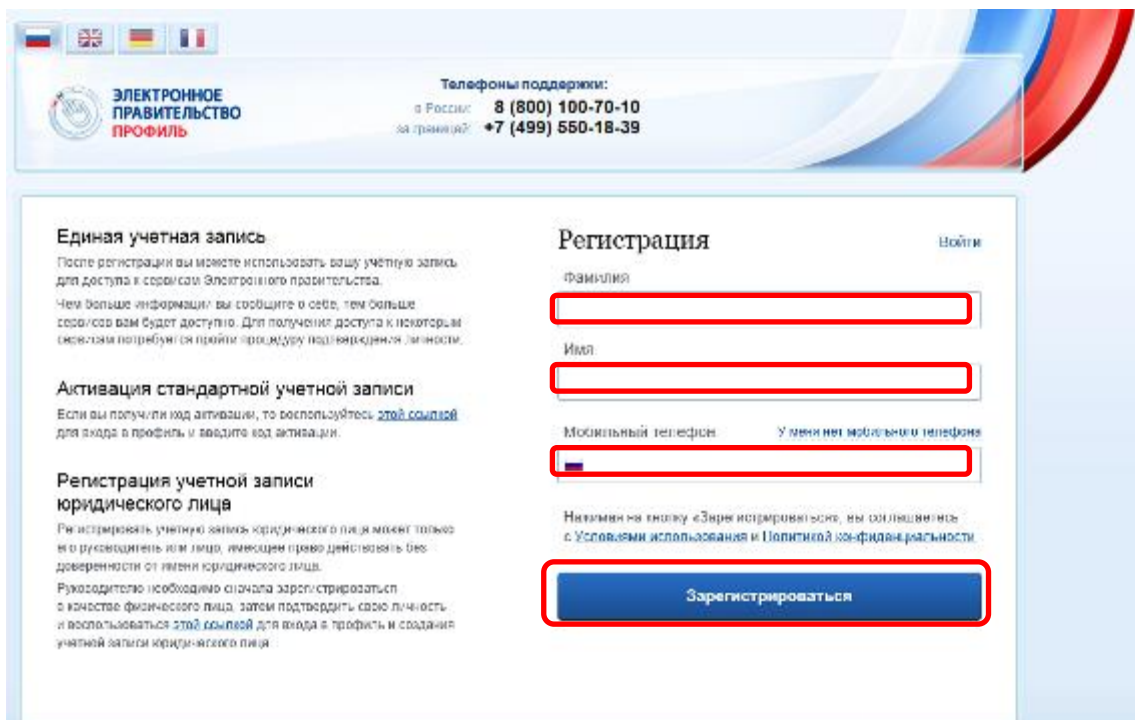 ЭЛЕКТРОННОЕ
ПРАВИТЕЛЬСТВО
ПРОФИЛЬ
Телефоны поддержки:
в России: 8 (800) 100-70-10
за границей: +7 (499) 550-18-39
Единая учетная запись
После регистрации вы можете использовать вашу учётную запись
для доступа к сервисам Электронного правительства.
Чем больше информации вы сообщите о себе, тем больше
сервисов вам будет доступно. Для получения доступа к некоторым
сервисам потребуется пройти процедуру подтверждения личности.
Активация стандартной учетной записи
Если вы получили код активации, то воспользуйтесь этой ссылкой
для входа в профиль и введите код активации.
Регистрация учетной записи
юридического лица
Регистрировать учетную запись юридического лица может только
его руководитель или лицо, имеющее право действовать без
доверенности от имени юридического лица.
Руководителю необходимо сначала зарегистрироваться
в качестве физического лица, затем подтвердить свою личность
и воспользоваться этой ссылкой для входа в профиль и создания
учетной записи юридического лица
Регистрация
Войти
Фамилия
Имя
Мобильный телефон
У меня нет мобильного телефона
Нажимая на кнопку «Зарегистрироваться», вы соглашаетесь
с Условиями использования и Политикой конфиденциальности
Зарегистрироваться